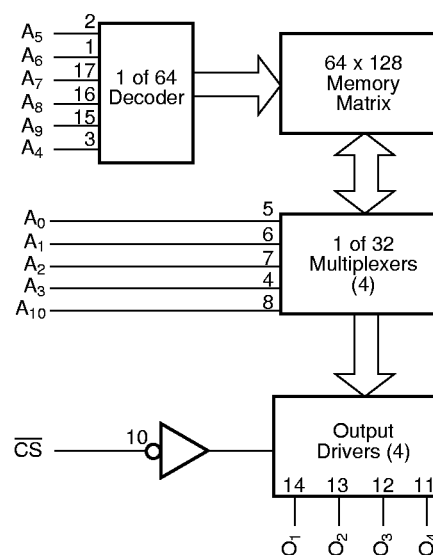 A5 2
A6 1
A7 17
A8 16
A9 15
A4 3
1 of 64
Decoder
64 x 128
Memory
Matrix
A0 5
A1 6
A2 7
A3 4
A10 8
1 of 32
Multiplexers
(4)
CS 10
Output
Drivers (4)
14 13 12 11
O1 O2 O3 O4